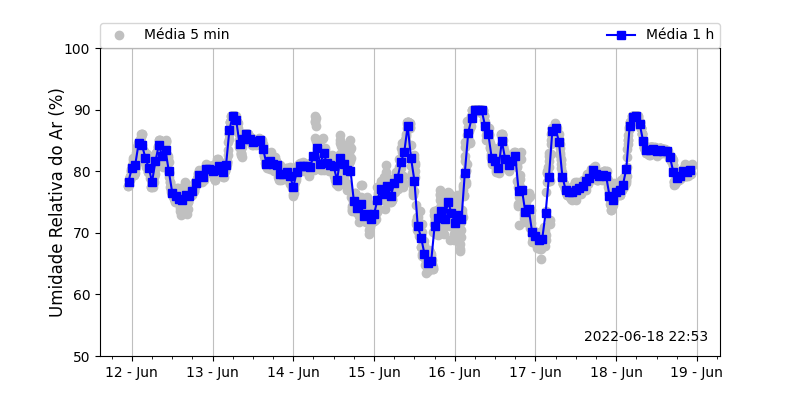 Média 5 min Média 1 h
Umidade Relativa do Ar (%)
100
90
80
70
60
50
2022-06-18 22:53
12 - Jun 13 - Jun 14 - Jun 15 - Jun 16 - Jun 17 - Jun 18 - Jun 19 - Jun